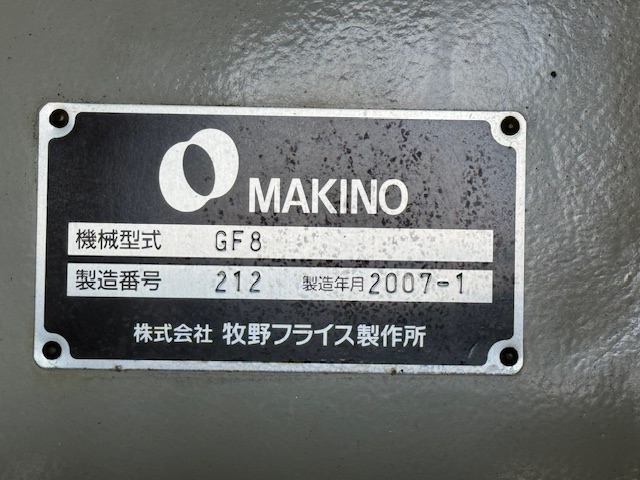 MAKINO
機械型式 GF8
製造番号 212 製造年月 2007-1
株式会社 牧野フライス製作所